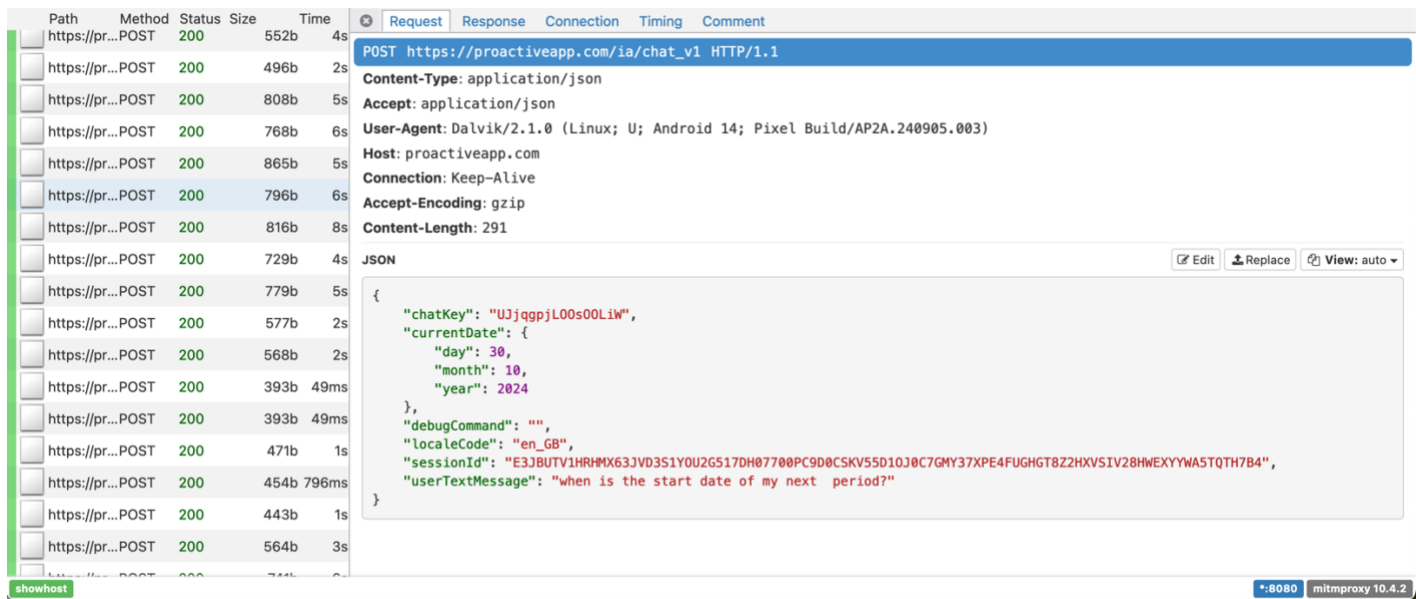 Path Method Status Size Time
https://pr... POST 200 552b 4s
https://pr... POST 200 496b 2s
https://pr... POST 200 808b 5s
https://pr... POST 200 768b 6s
https://pr... POST 200 865b 5s
https://pr... POST 200 796b 6s
https://pr... POST 200 816b 8s
https://pr... POST 200 729b 4s
https://pr... POST 200 779b 5s
https://pr... POST 200 577b 2s
https://pr... POST 200 568b 2s
https://pr... POST 200 393b 49ms
https://pr... POST 200 393b 49ms
https://pr... POST 200 471b 1s
https://pr... POST 200 454b 796ms
https://pr... POST 200 443b 1s
https://pr... POST 200 564b 3s
Request Response Connection Timing Comment
POST https://proactiveapp.com/ia/chat_v1 HTTP/1.1
Content-Type: application/json
Accept: application/json
User-Agent: Dalvik/2.1.0 (Linux; U; Android 14; Pixel Build/AP2A.240905.003)
Host: proactiveapp.com
Connection: Keep-Alive
Accept-Encoding: gzip
Content-Length: 291
JSON Edit Replace View: auto
{
"chatKey": "UJjqgpjLOOsOOLiW",
"currentDate": {
"day": 30,
"month": 10,
"year": 2024
},
"debugCommand": "",
"localeCode": "en_GB",
"sessionId": "E3JBUTV1HRHMX63JVD3S1YOU2G517DH07700PC9D0CSKV55D1OJ0C7GMY37XPE4FUGHGT8Z2HXVSIV28HWEXYYWA5TQTH7B4",
"userTextMessage": "when is the start date of my next  period?"
}
showhost *:8080 mitmproxy 10.4.2